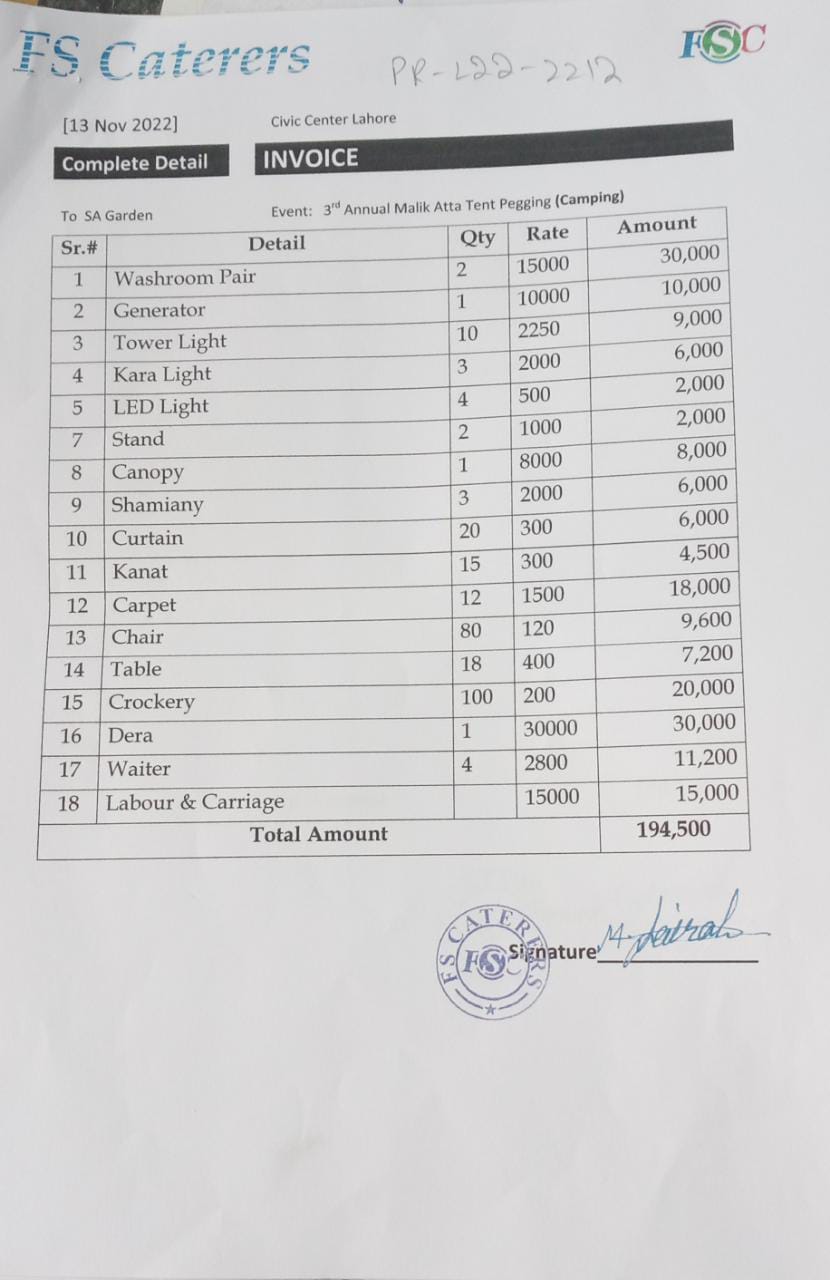 FS Caterers
FSC
PR-L22-2212
[13 Nov 2022] Civic Center Lahore
Complete Detail INVOICE
To SA Garden Event: 3rd Annual Malik Atta Tent Pegging (Camping)
Sr.# Detail Qty Rate Amount
1 Washroom Pair 2 15000 30,000
2 Generator 1 10000 10,000
3 Tower Light 10 2250 9,000
4 Kara Light 3 2000 6,000
5 LED Light 4 500 2,000
7 Stand 2 1000 2,000
8 Canopy 1 8000 8,000
9 Shamiany 3 2000 6,000
10 Curtain 20 300 6,000
11 Kanat 15 300 4,500
12 Carpet 12 1500 18,000
13 Chair 80 120 9,600
14 Table 18 400 7,200
15 Crockery 100 200 20,000
16 Dera 1 30000 30,000
17 Waiter 4 2800 11,200
18 Labour & Carriage 15000 15,000
Total Amount 194,500
FS CATERERS
FSC
Signature